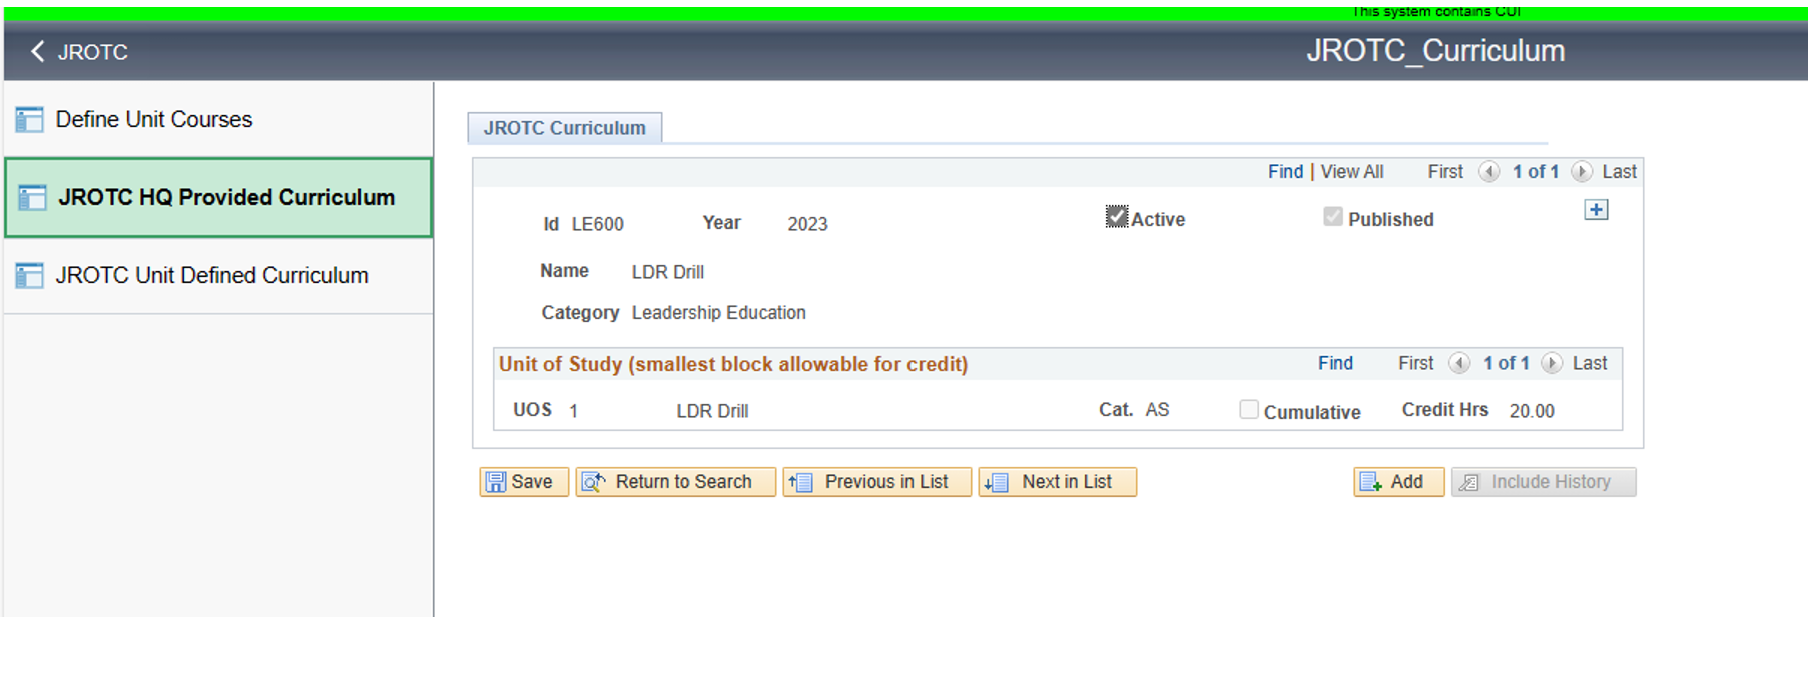 This system contains CUI
JROTC
JROTC_Curriculum
Define Unit Courses
JROTC HQ Provided Curriculum
JROTC Unit Defined Curriculum
JROTC Curriculum
Find | View All First 1 of 1 Last
Id LE600 Year 2023 Active Published
Name LDR Drill
Category Leadership Education
Unit of Study (smallest block allowable for credit) Find First 1 of 1 Last
UOS 1 LDR Drill Cat. AS Cumulative Credit Hrs 20.00
Save Return to Search Previous in List Next in List Add Include History